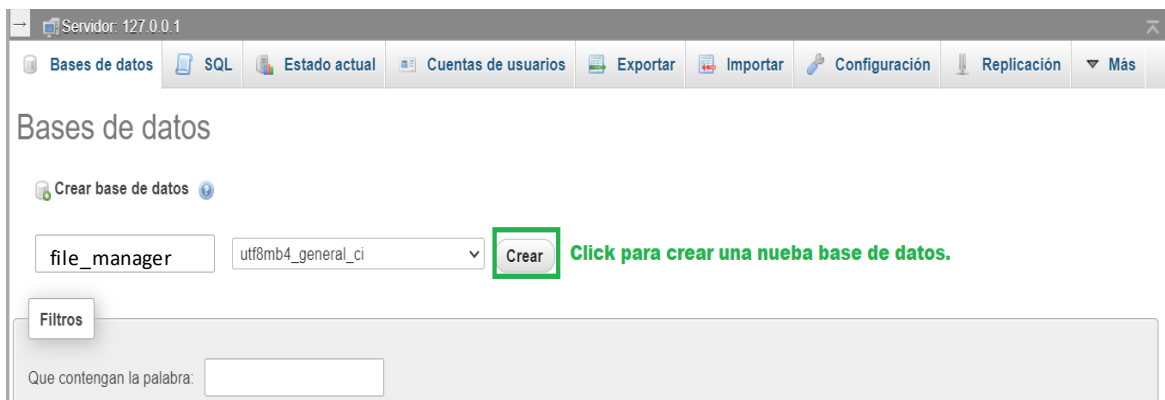 Servidor: 127.0.0.1
Bases de datos SQL Estado actual Cuentas de usuarios Exportar Importar Configuración Replicación Más
Bases de datos
Crear base de datos
file_manager utf8mb4_general_ci Crear Click para crear una nueba base de datos.
Filtros
Que contengan la palabra: